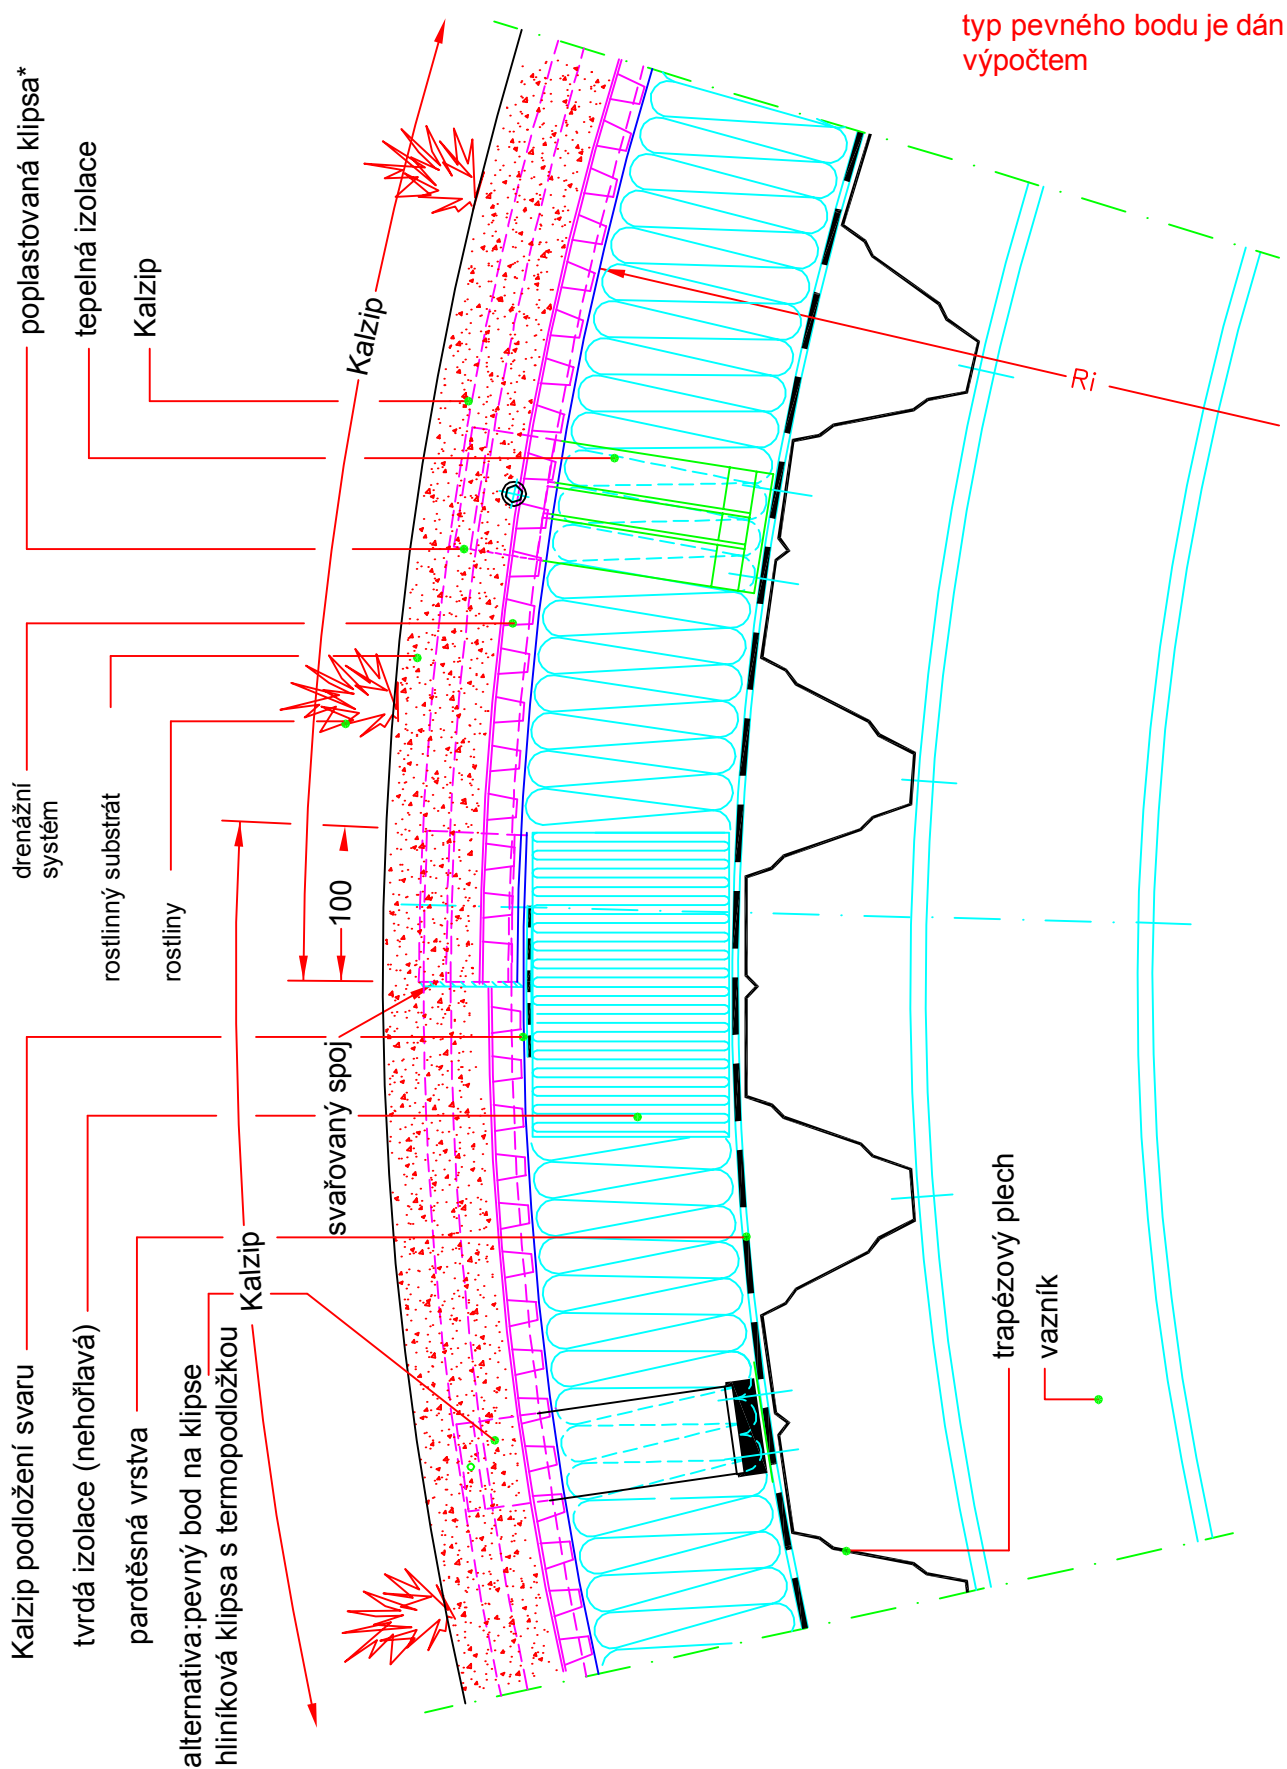 typ pevného bodu je dán
výpočtem
poplastovaná klipsa*
tepelná izolace
Kalzip
Kalzip
drenážní
systém
rostlinný substrát
rostliny
100
Ri
svařovaný spoj
Kalzip
Kalzip podložení svaru
tvrdá izolace (nehořlavá)
parotěsná vrstva
alternativa:pevný bod na klipse
hliníková klipsa s termopodložkou
trapézový plech
vazník